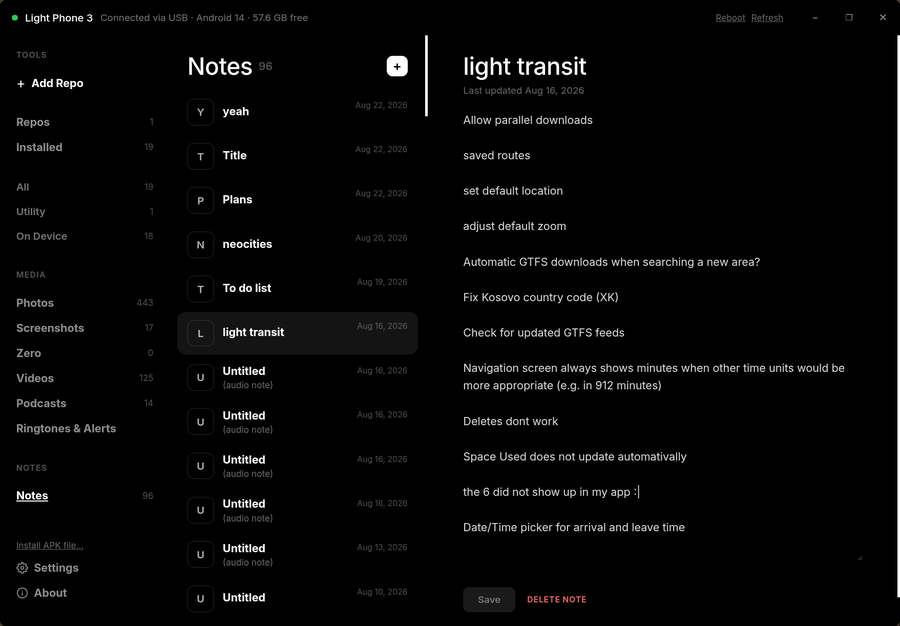 Light Phone 3 Connected via USB · Android 14 · 57.6 GB free
Reboot Refresh
TOOLS
+ Add Repo
Repos 1
Installed 19
All 19
Utility 1
On Device 18
MEDIA
Photos 443
Screenshots 17
Zero 0
Videos 125
Podcasts 14
Ringtones & Alerts
NOTES
Notes 96
Install APK file...
Settings
About
Notes 96
+
Y yeah Aug 22, 2026
T Title Aug 22, 2026
P Plans Aug 22, 2026
N neocities Aug 20, 2026
T To do list Aug 19, 2026
L light transit Aug 16, 2026
U Untitled Aug 16, 2026
(audio note)
U Untitled Aug 16, 2026
(audio note)
U Untitled Aug 16, 2026
(audio note)
U Untitled Aug 16, 2026
(audio note)
U Untitled Aug 13, 2026
(audio note)
U Untitled Aug 10, 2026
light transit
Last updated Aug 16, 2026
Allow parallel downloads
saved routes
set default location
adjust default zoom
Automatic GTFS downloads when searching a new area?
Fix Kosovo country code (XK)
Check for updated GTFS feeds
Navigation screen always shows minutes when other time units would be
more appropriate (e.g. in 912 minutes)
Deletes dont work
Space Used does not update automativally
the 6 did not show up in my app :|
Date/Time picker for arrival and leave time
Save DELETE NOTE